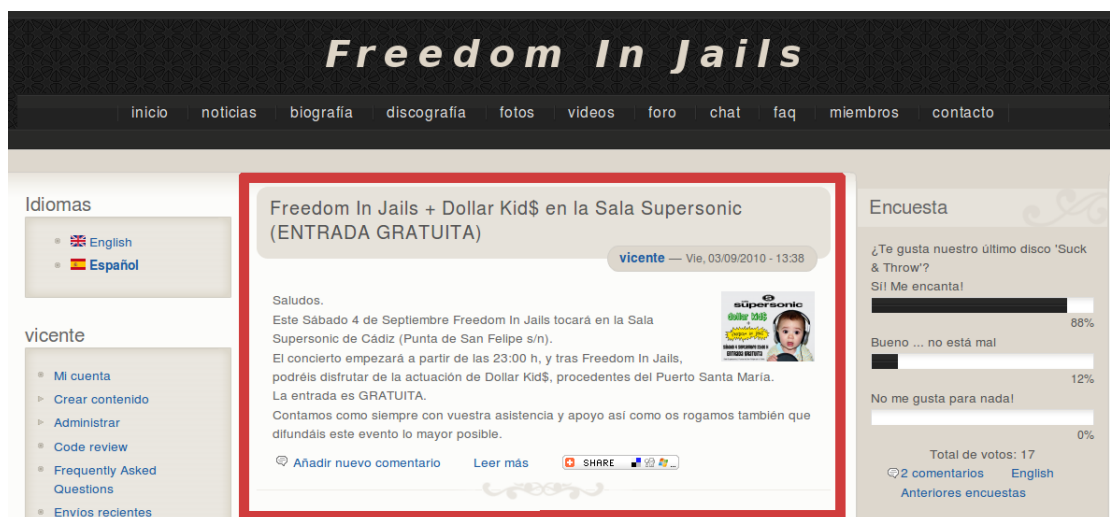 Freedom In Jails
inicio noticias biografía discografía fotos videos foro chat faq miembros contacto
Idiomas
English
Español
vicente
Mi cuenta
Crear contenido
Administrar
Code review
Frequently Asked
Questions
Envíos recientes
Freedom In Jails + Dollar Kid$ en la Sala Supersonic
(ENTRADA GRATUITA)
vicente — Vie, 03/09/2010 - 13:38
Saludos.
Este Sábado 4 de Septiembre Freedom In Jails tocará en la Sala
Supersonic de Cádiz (Punta de San Felipe s/n).
El concierto empezará a partir de las 23:00 h, y tras Freedom In Jails,
podréis disfrutar de la actuación de Dollar Kid$, procedentes del Puerto Santa María.
La entrada es GRATUITA.
Contamos como siempre con vuestra asistencia y apoyo así como os rogamos también que
difundáis este evento lo mayor posible.
supersonic
dollar kid$
Añadir nuevo comentario Leer más SHARE
Encuesta
¿Te gusta nuestro último disco 'Suck
& Throw'?
Sí! Me encanta!
88%
Bueno ... no está mal
12%
No me gusta para nada!
0%
Total de votos: 17
2 comentarios English
Anteriores encuestas